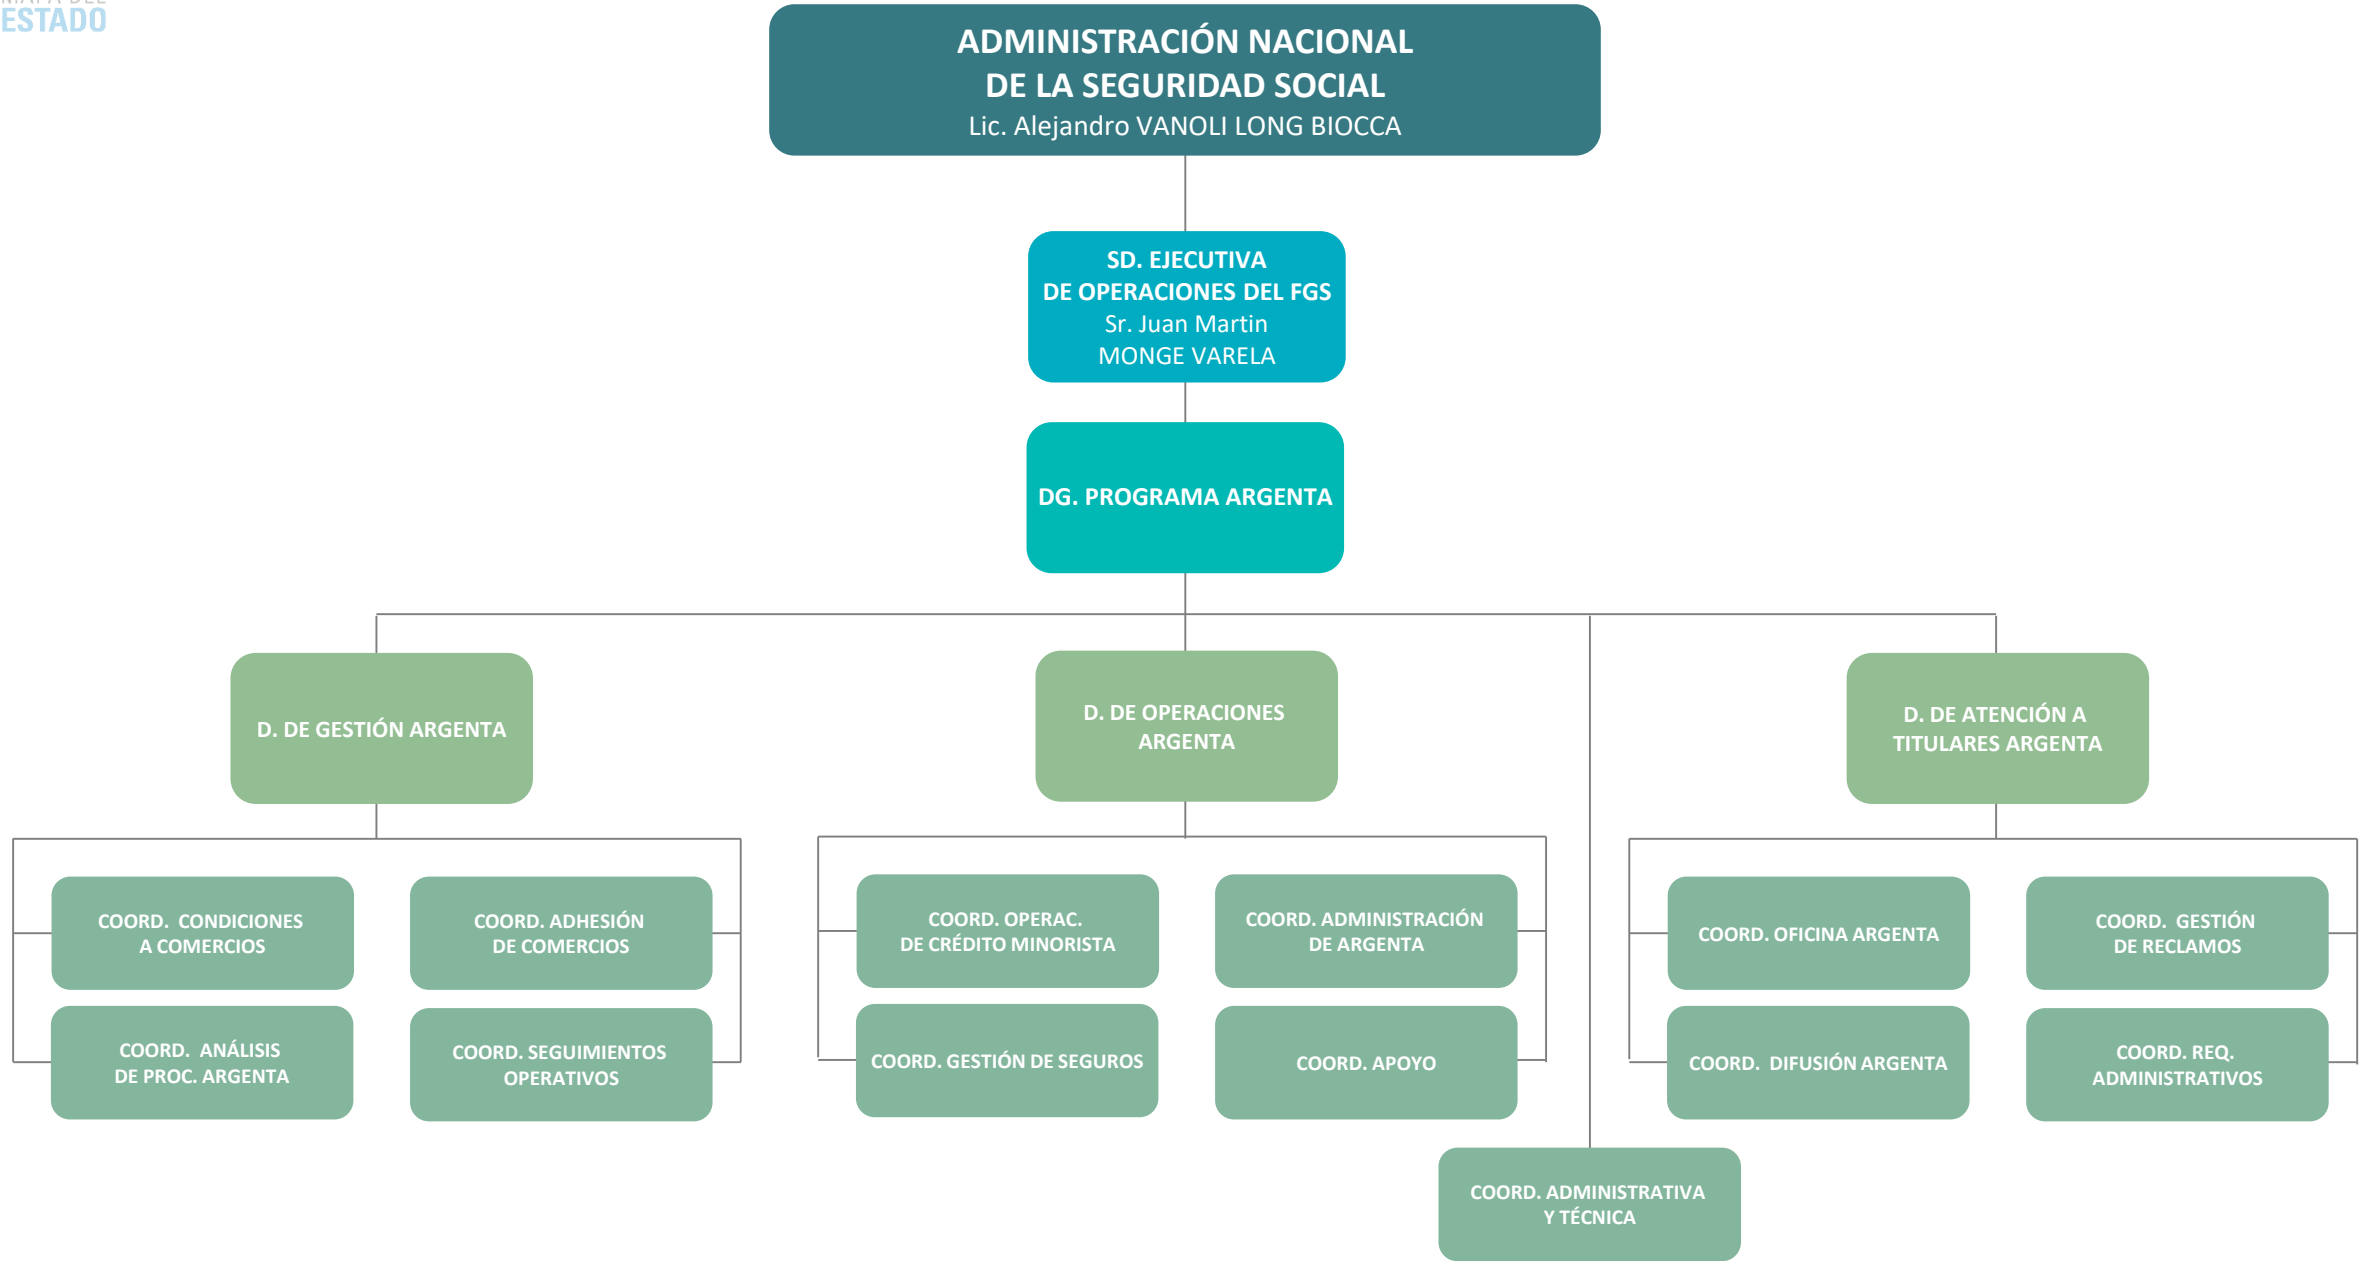 MAPA DEL
ESTADO
ADMINISTRACIÓN NACIONAL
DE LA SEGURIDAD SOCIAL
Lic. Alejandro VANOLI LONG BIOCCA
SD. EJECUTIVA
DE OPERACIONES DEL FGS
Sr. Juan Martin
MONGE VARELA
DG. PROGRAMA ARGENTA
D. DE GESTIÓN ARGENTA
D. DE OPERACIONES
ARGENTA
D. DE ATENCIÓN A
TITULARES ARGENTA
COORD. CONDICIONES
A COMERCIOS
COORD. ADHESIÓN
DE COMERCIOS
COORD. OPERAC.
DE CRÉDITO MINORISTA
COORD. ADMINISTRACIÓN
DE ARGENTA
COORD. OFICINA ARGENTA
COORD. GESTIÓN
DE RECLAMOS
COORD. ANÁLISIS
DE PROC. ARGENTA
COORD. SEGUIMIENTOS
OPERATIVOS
COORD. GESTIÓN DE SEGUROS
COORD. APOYO
COORD. DIFUSIÓN ARGENTA
COORD. REQ.
ADMINISTRATIVOS
COORD. ADMINISTRATIVA
Y TÉCNICA